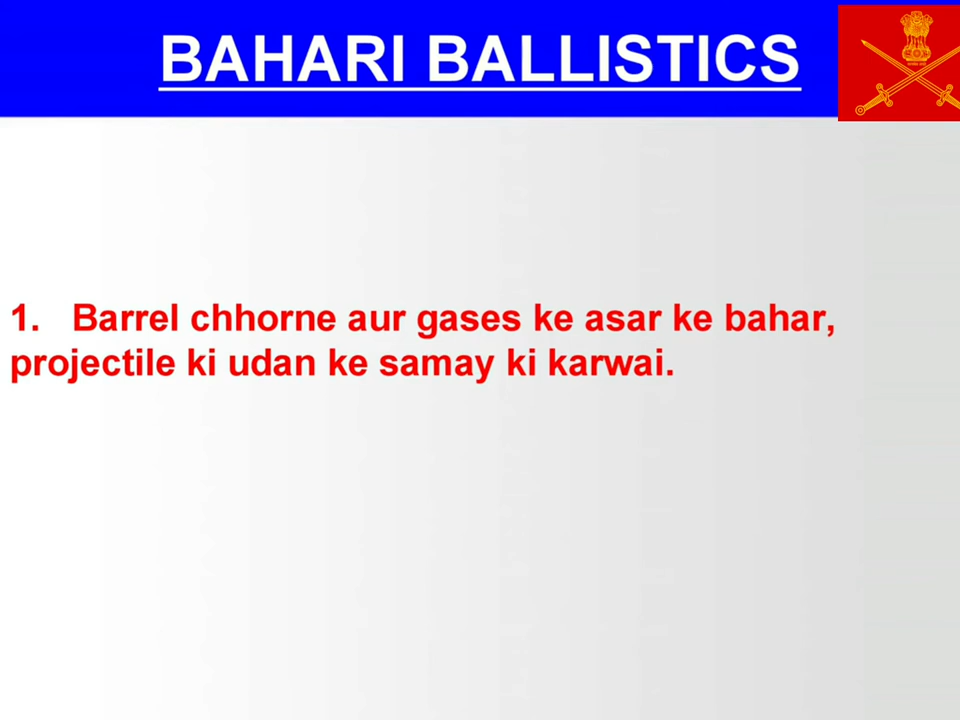 BAHARI BALLISTICS
1. Barrel chhorne aur gases ke asar ke bahar,
projectile ki udan ke samay ki karwai.